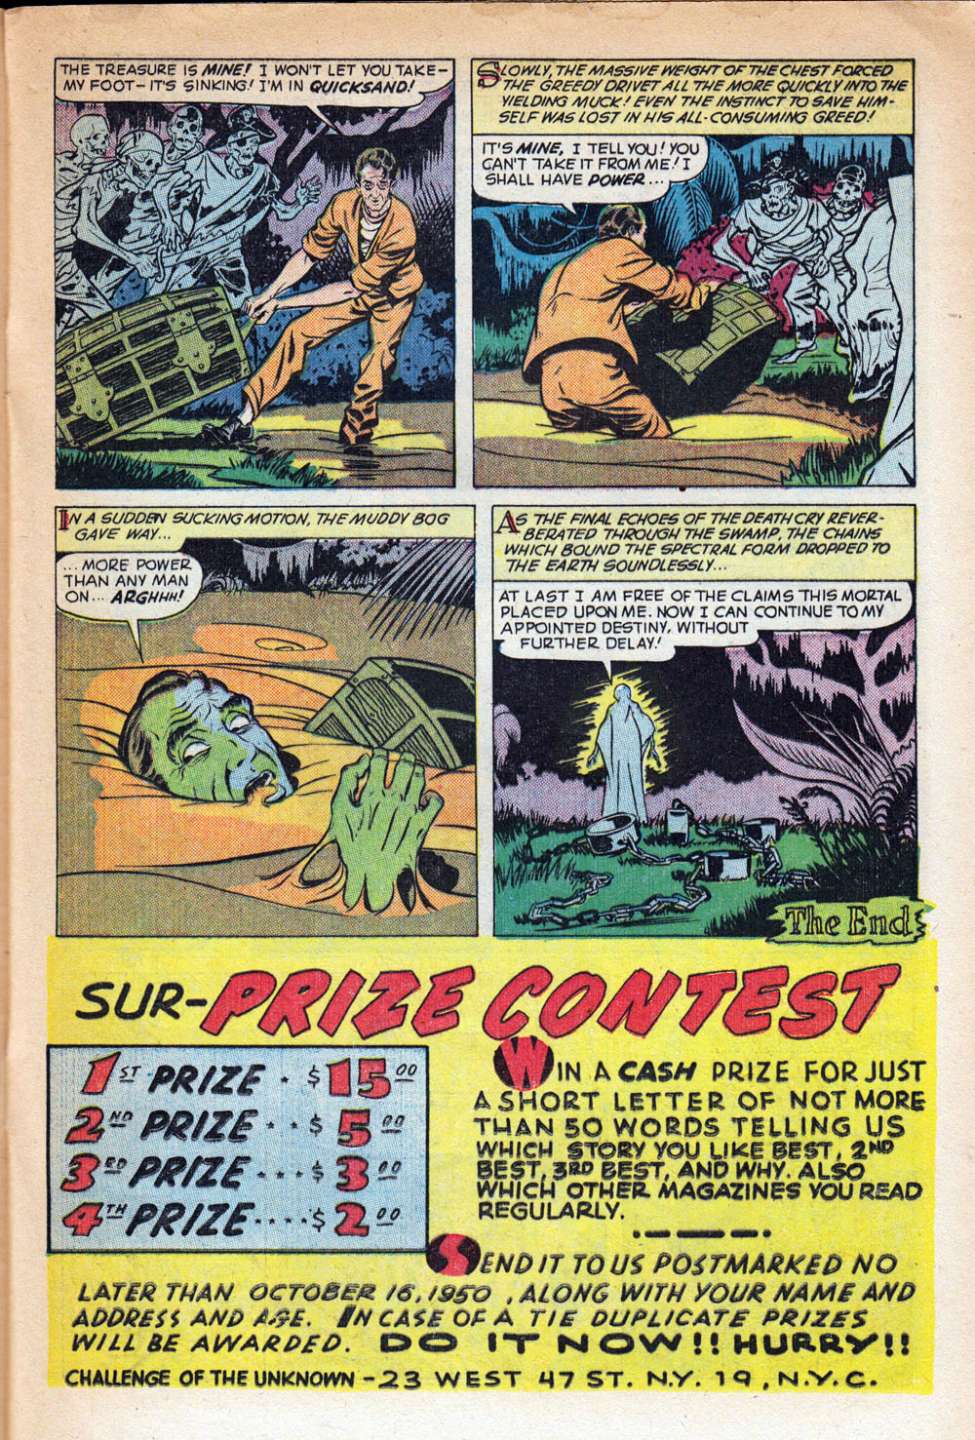 THE TREASURE IS MINE! I WON'T LET YOU TAKE—
MY FOOT— IT'S SINKING! I'M IN QUICKSAND!
SLOWLY, THE MASSIVE WEIGHT OF THE CHEST FORCED
THE GREEDY DRIVET ALL THE MORE QUICKLY INTO THE
YIELDING MUCK! EVEN THE INSTINCT TO SAVE HIM-
SELF WAS LOST IN HIS ALL-CONSUMING GREED!
IT'S MINE, I TELL YOU! YOU
CAN'T TAKE IT FROM ME! I
SHALL HAVE POWER...
IN A SUDDEN SUCKING MOTION, THE MUDDY BOG
GAVE WAY...
...MORE POWER
THAN ANY MAN
ON... ARGHHH!
AS THE FINAL ECHOES OF THE DEATH CRY REVER-
BERATED THROUGH THE SWAMP, THE CHAINS
WHICH BOUND THE SPECTRAL FORM DROPPED TO
THE EARTH SOUNDLESSLY...
AT LAST I AM FREE OF THE CLAIMS THIS MORTAL
PLACED UPON ME. NOW I CAN CONTINUE TO MY
APPOINTED DESTINY, WITHOUT
FURTHER DELAY!
The End
SUR-PRIZE CONTEST
1ST PRIZE . $15.00
2ND PRIZE . . $5.00
3RD PRIZE ... $3.00
4TH PRIZE .... $2.00
WIN A CASH PRIZE FOR JUST
A SHORT LETTER OF NOT MORE
THAN 50 WORDS TELLING US
WHICH STORY YOU LIKE BEST, 2ND
BEST, 3RD BEST, AND WHY. ALSO
WHICH OTHER MAGAZINES YOU READ
REGULARLY.
SEND IT TO US POSTMARKED NO
LATER THAN OCTOBER 16, 1950, ALONG WITH YOUR NAME AND
ADDRESS AND AGE. IN CASE OF A TIE DUPLICATE PRIZES
WILL BE AWARDED. DO IT NOW!! HURRY!!
CHALLENGE OF THE UNKNOWN - 23 WEST 47 ST. N.Y. 19, N.Y.C.